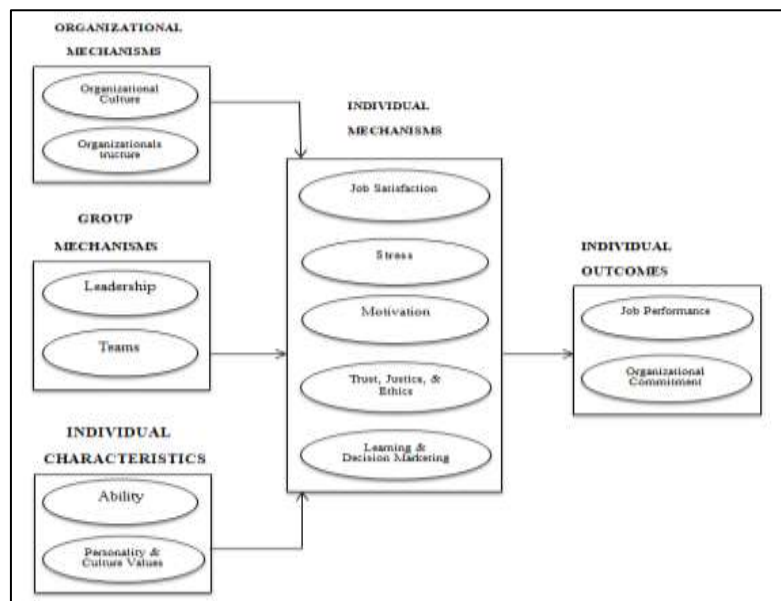 ORGANIZATIONAL
MECHANISMS
Organizational
Culture
Organizationals
tructure
GROUP
MECHANISMS
Leadership
Teams
INDIVIDUAL
CHARACTERISTICS
Ability
Personality &
Culture Values
INDIVIDUAL
MECHANISMS
Job Satisfaction
Stress
Motivation
Trust, Justice, &
Ethics
Learning &
Decision Marketing
INDIVIDUAL
OUTCOMES
Job Performance
Organizational
Commitment